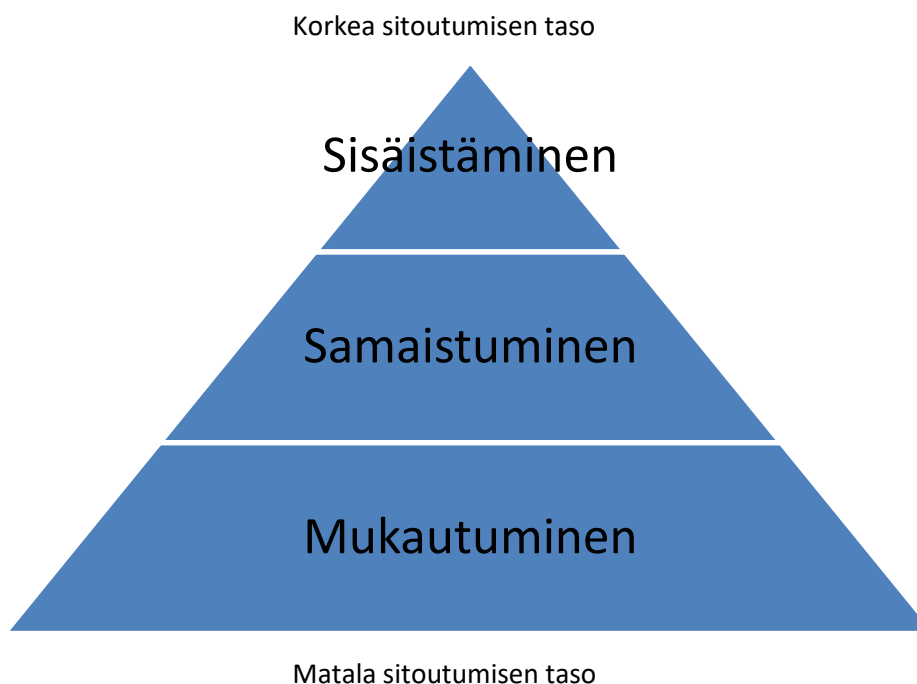 Korkea sitoutumisen taso
Sisäistäminen
Samaistuminen
Mukautuminen
Matala sitoutumisen taso